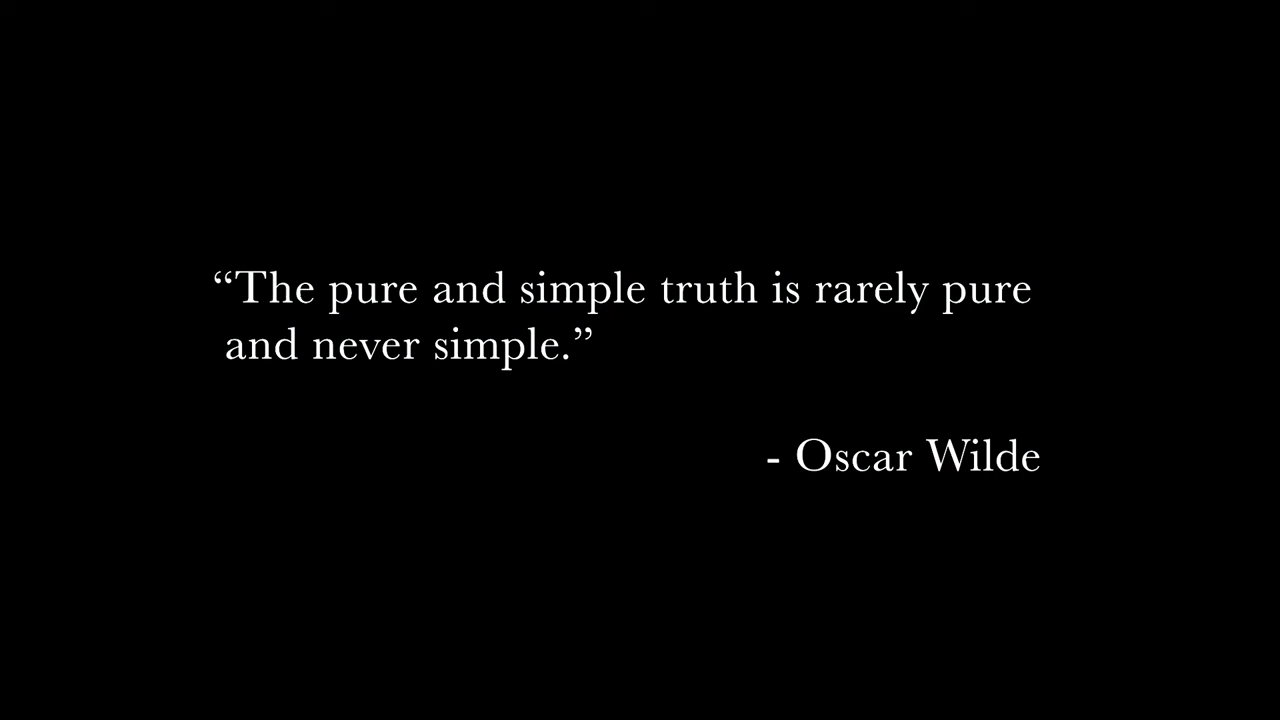 “The pure and simple truth is rarely pure
and never simple.”
- Oscar Wilde